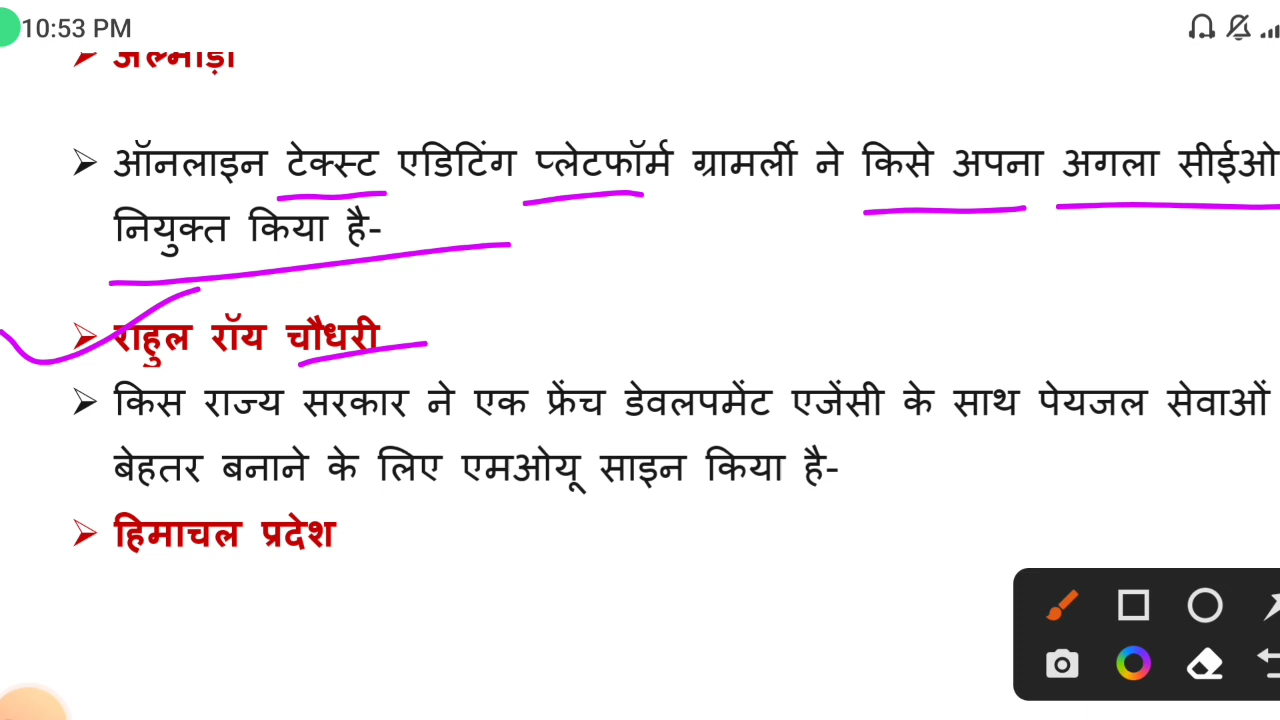 10:53 PM
अल्मोड़ा
ऑनलाइन टेक्स्ट एडिटिंग प्लेटफॉर्म ग्रामर्ली ने किसे अपना अगला सीईओ
नियुक्त किया है-
राहुल रॉय चौधरी
किस राज्य सरकार ने एक फ्रेंच डेवलपमेंट एजेंसी के साथ पेयजल सेवाओं
बेहतर बनाने के लिए एमओयू साइन किया है-
हिमाचल प्रदेश